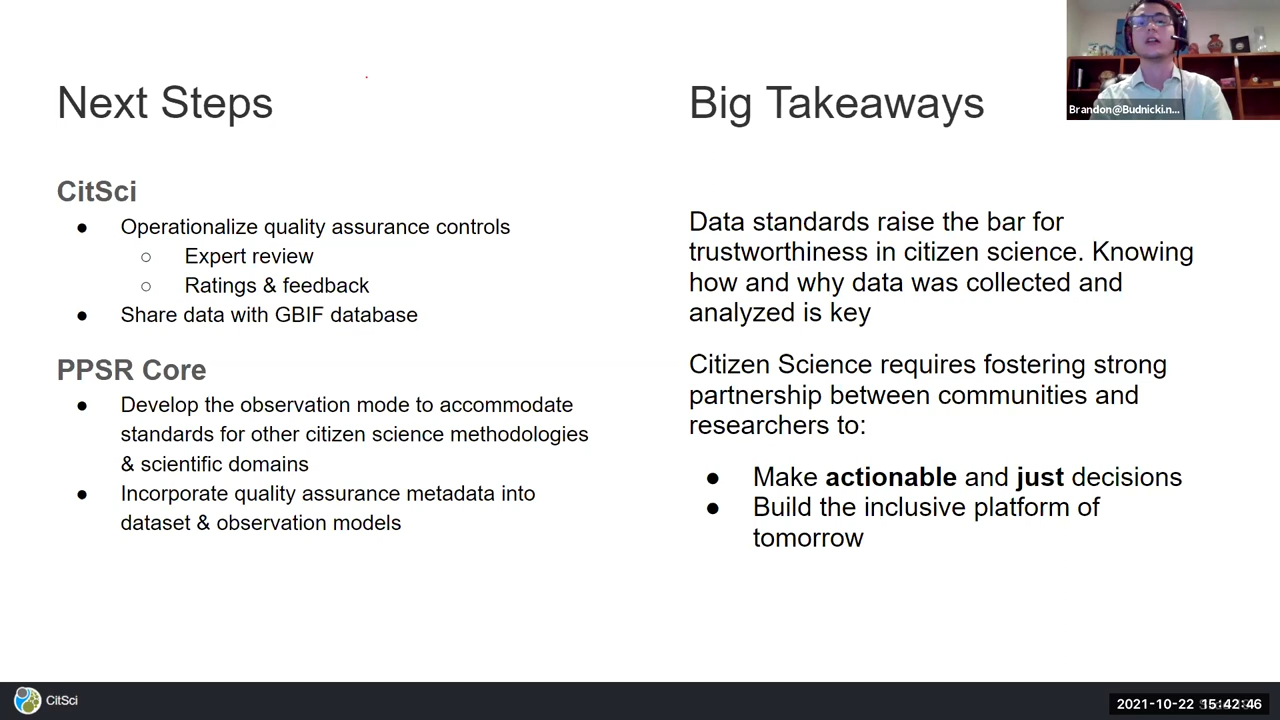 Next Steps
CitSci
● Operationalize quality assurance controls
○ Expert review
○ Ratings & feedback
● Share data with GBIF database
PPSR Core
● Develop the observation mode to accommodate
standards for other citizen science methodologies
& scientific domains
● Incorporate quality assurance metadata into
dataset & observation models
Big Takeaways
Data standards raise the bar for
trustworthiness in citizen science. Knowing
how and why data was collected and
analyzed is key
Citizen Science requires fostering strong
partnership between communities and
researchers to:
● Make actionable and just decisions
● Build the inclusive platform of
tomorrow
Brandon@Budnicki.n...
CitSci
2021-10-22 15:42:46